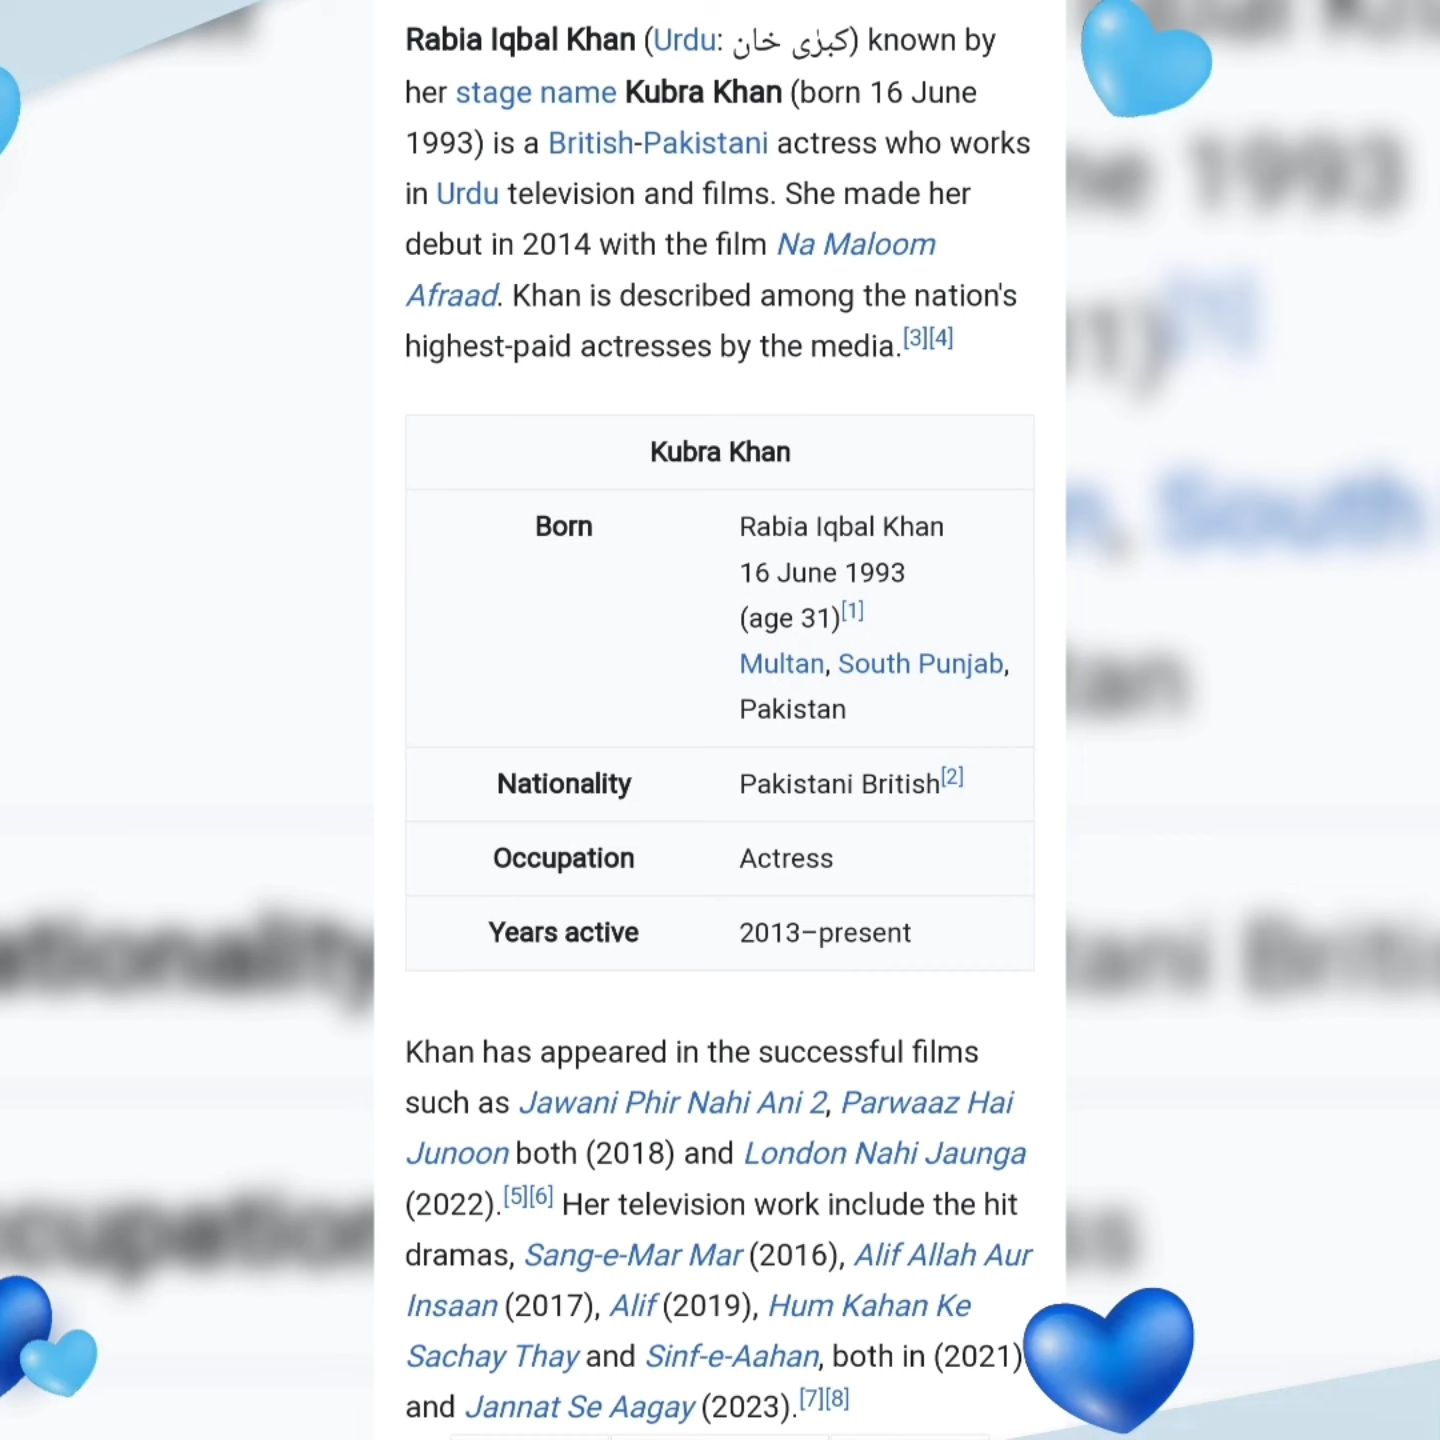 Rabia Iqbal Khan (Urdu: کبرٰی خان) known by
her stage name Kubra Khan (born 16 June
1993) is a British-Pakistani actress who works
in Urdu television and films. She made her
debut in 2014 with the film Na Maloom
Afraad. Khan is described among the nation's
highest-paid actresses by the media.[3][4]
Kubra Khan
Born
Rabia Iqbal Khan
16 June 1993
(age 31)[1]
Multan, South Punjab,
Pakistan
Nationality Pakistani British[2]
Occupation Actress
Years active 2013–present
Khan has appeared in the successful films
such as Jawani Phir Nahi Ani 2, Parwaaz Hai
Junoon both (2018) and London Nahi Jaunga
(2022).[5][6] Her television work include the hit
dramas, Sang-e-Mar Mar (2016), Alif Allah Aur
Insaan (2017), Alif (2019), Hum Kahan Ke
Sachay Thay and Sinf-e-Aahan, both in (2021)
and Jannat Se Aagay (2023).[7][8]